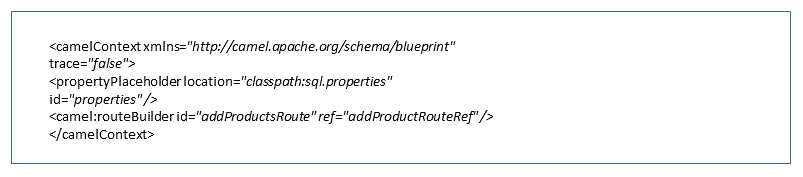 <camelContext xmlns="http://camel.apache.org/schema/blueprint"
trace="false">
<propertyPlaceholder location="classpath:sql.properties"
id="properties"/>
<camel:routeBuilder id="addProductsRoute" ref="addProductRouteRef"/>
</camelContext>